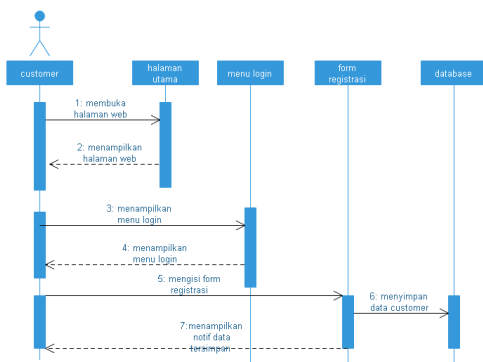 customer
halaman
utama
menu login
form
registrasi
database
1: membuka
halaman web
2: menampilkan
halaman web
3: menampilkan
menu login
4: menampilkan
menu login
5: mengisi form
registrasi
6: menyimpan
data customer
7:menampilkan
notif data
tersimpan